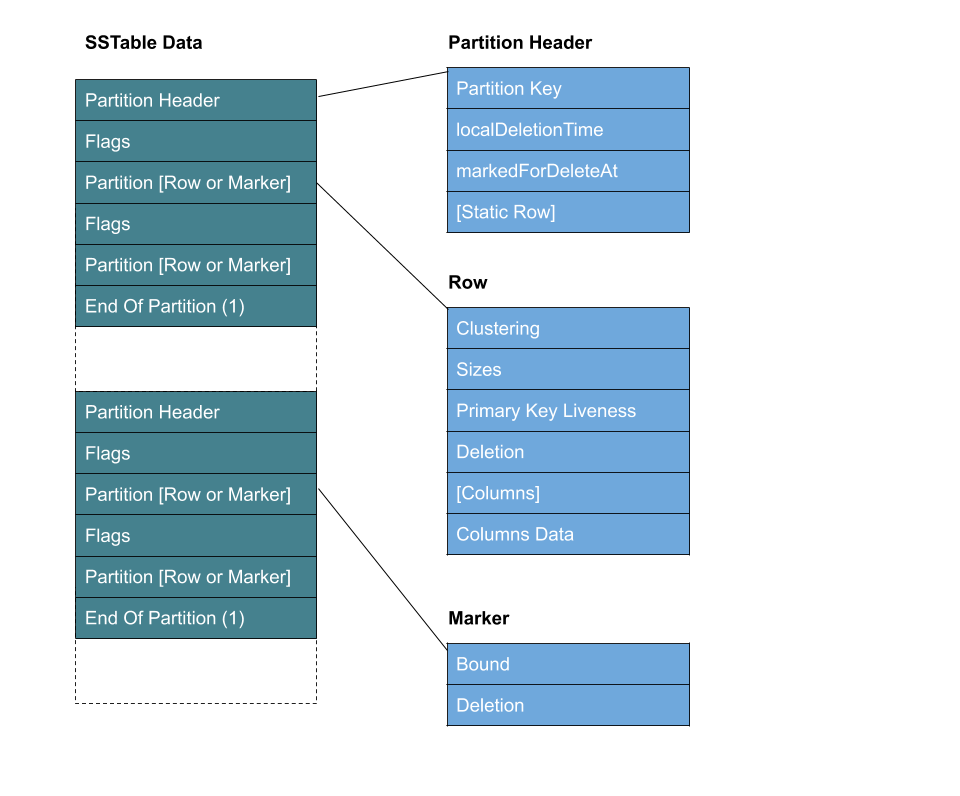 SSTable Data
Partition Header
Flags
Partition [Row or Marker]
Flags
Partition [Row or Marker]
End Of Partition (1)
Partition Header
Flags
Partition [Row or Marker]
Flags
Partition [Row or Marker]
End Of Partition (1)
Partition Header
Partition Key
localDeletionTime
markedForDeleteAt
[Static Row]
Row
Clustering
Sizes
Primary Key Liveness
Deletion
[Columns]
Columns Data
Marker
Bound
Deletion